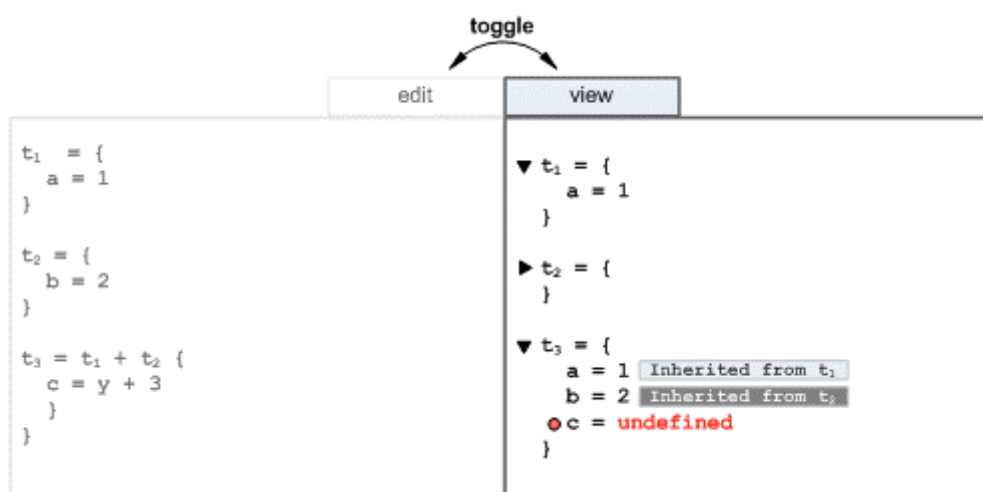 toggle
edit
view
t₁ = {
a = 1
}
t₂ = {
b = 2
}
t₃ = t₁ + t₂ {
c = y + 3
}
}
▼ t₁ = {
a = 1
}
▶ t₂ = {
}
▼ t₃ = {
a = 1 Inherited from t₁
b = 2 Inherited from t₂
c = undefined
}